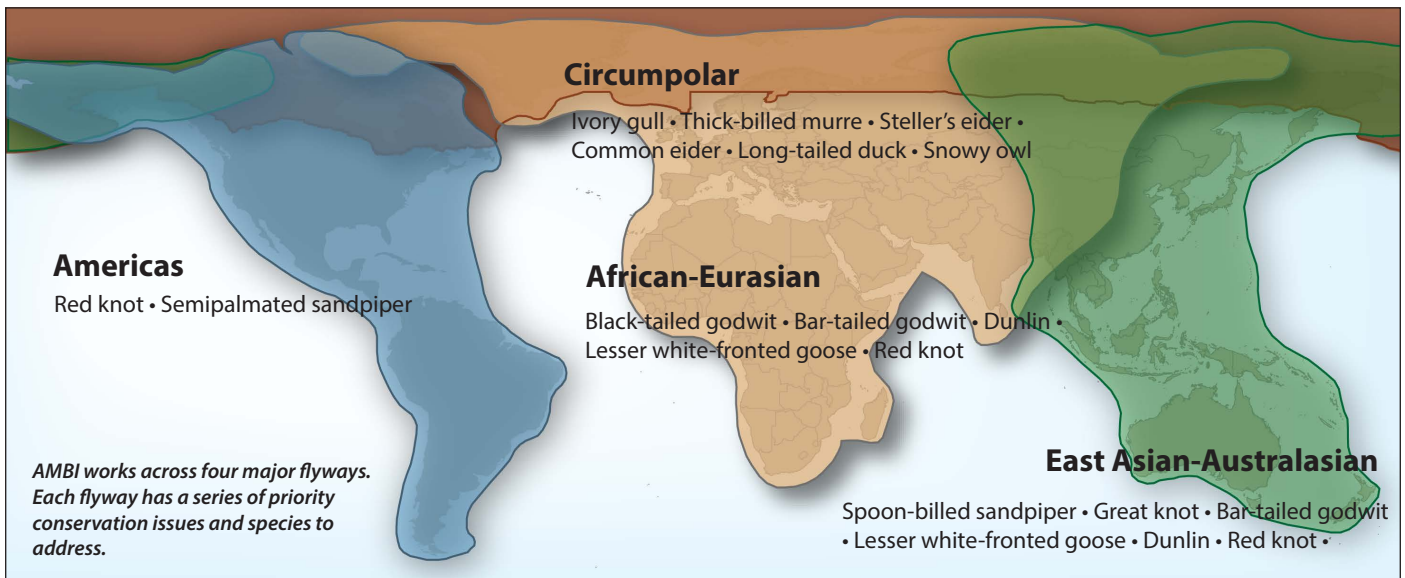 Circumpolar
Ivory gull • Thick-billed murre • Steller's eider •
Common eider • Long-tailed duck • Snowy owl
Americas
Red knot • Semipalmated sandpiper
African-Eurasian
Black-tailed godwit • Bar-tailed godwit • Dunlin •
Lesser white-fronted goose • Red knot
East Asian-Australasian
Spoon-billed sandpiper • Great knot • Bar-tailed godwit
• Lesser white-fronted goose • Dunlin • Red knot •
AMBI works across four major flyways.
Each flyway has a series of priority
conservation issues and species to
address.